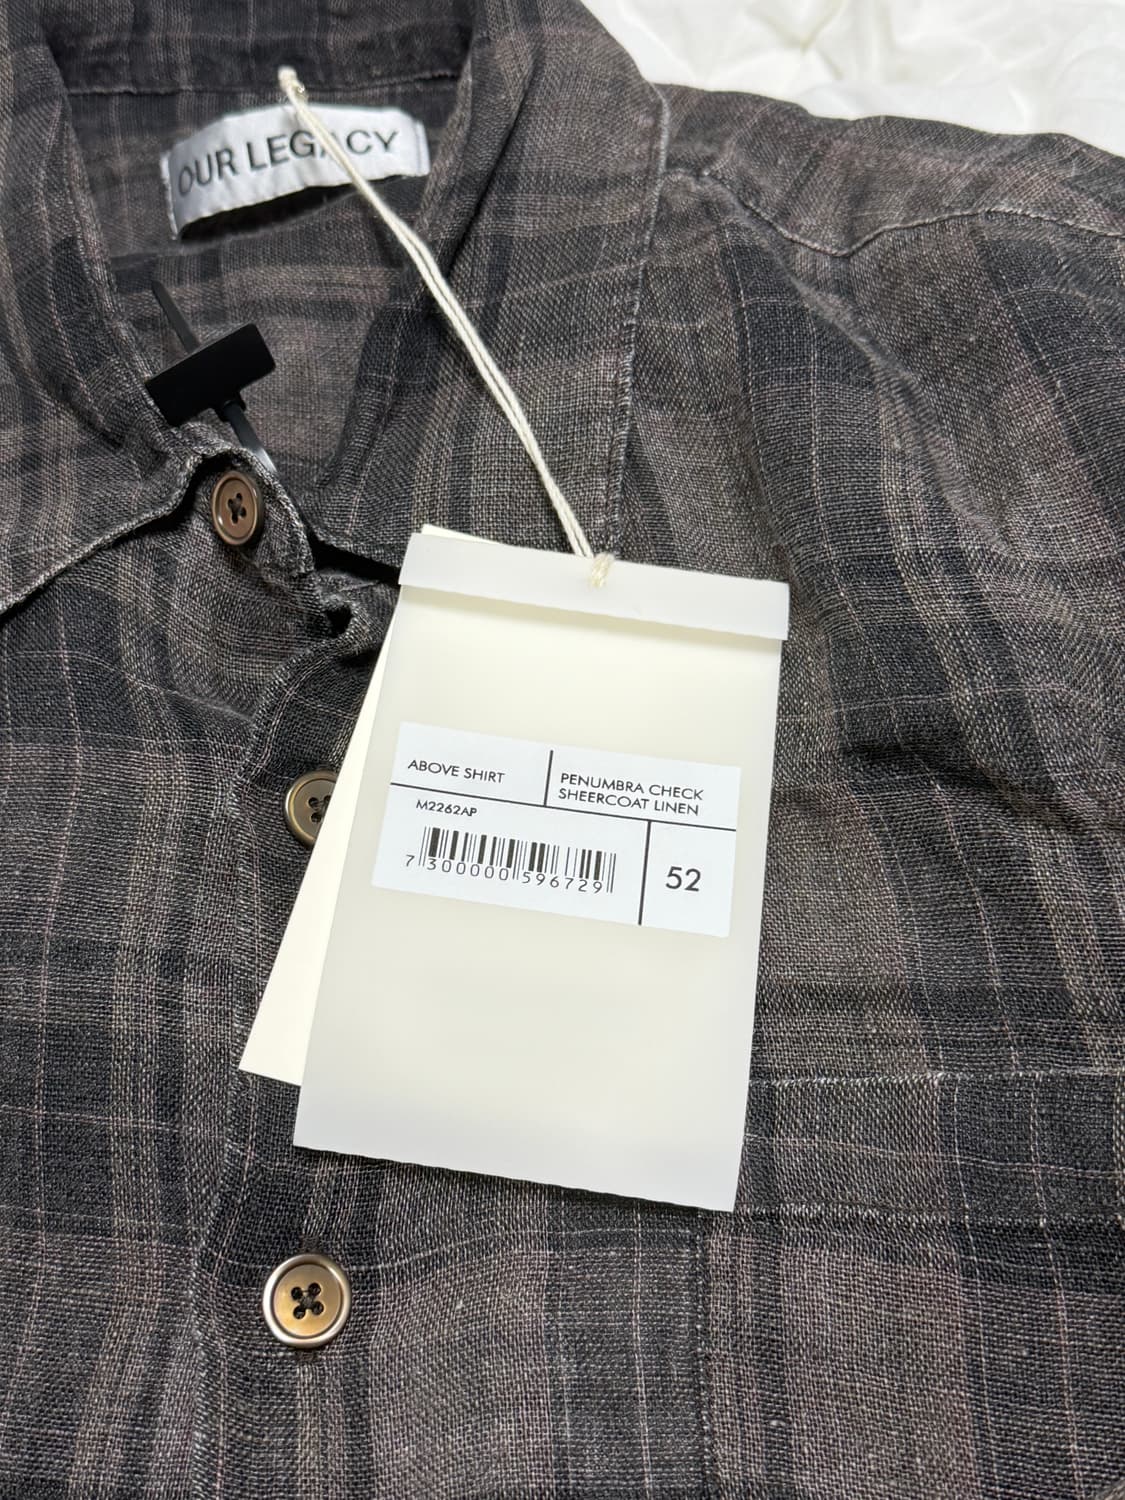 OUR LEGACY
ABOVE SHIRT
PENUMBRA CHECK
SHEERCOAT LINEN
M2262AP
7 300000 596729
52